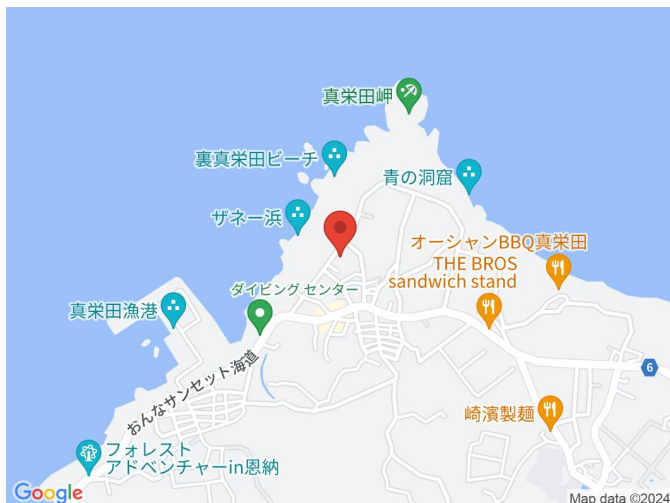 真栄田岬
裏真栄田ビーチ
青の洞窟
ザネー浜
オーシャンBBQ真栄田
THE BROS
sandwich stand
ダイビング センター
真栄田漁港
おんなサンセット海道
6
崎濱製麺
フォレスト
アドベンチャーin恩納
Google
Map data ©2024